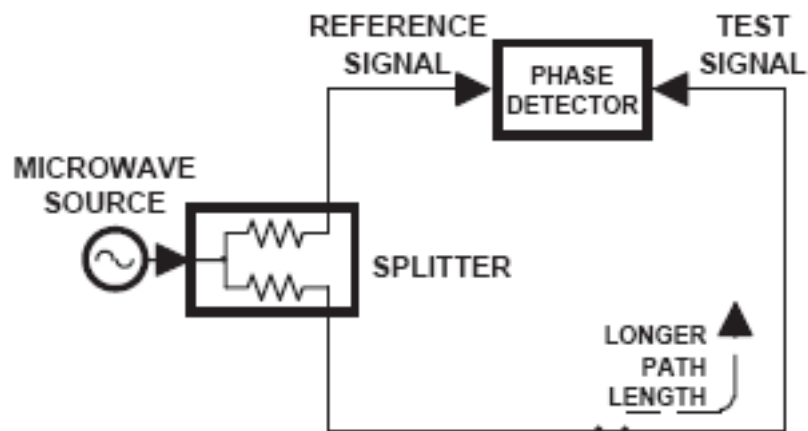 REFERENCE
SIGNAL
PHASE
DETECTOR
TEST
SIGNAL
MICROWAVE
SOURCE
SPLITTER
LONGER
PATH
LENGTH